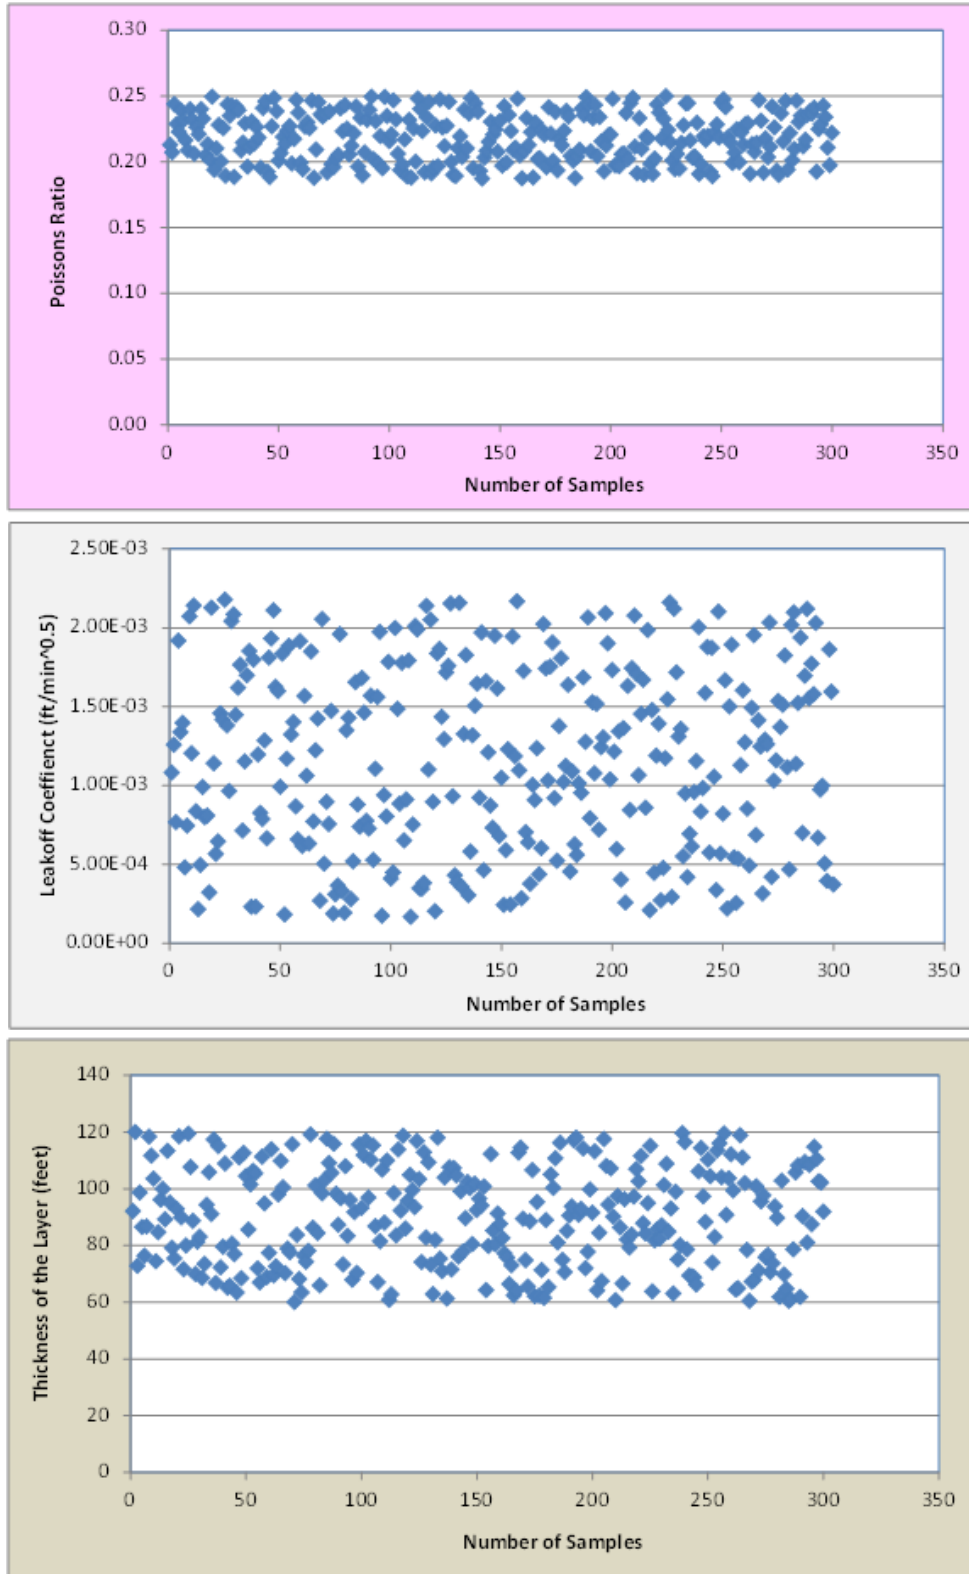 0.30
0.25
0.20
0.15
0.10
0.05
0.00
Poissons Ratio
0 50 100 150 200 250 300 350
Number of Samples
2.50E-03
2.00E-03
1.50E-03
1.00E-03
5.00E-04
0.00E+00
Leakoff Coeffienct (ft/min^0.5)
0 50 100 150 200 250 300 350
Number of Samples
140
120
100
80
60
40
20
0
Thickness of the Layer (feet)
0 50 100 150 200 250 300 350
Number of Samples